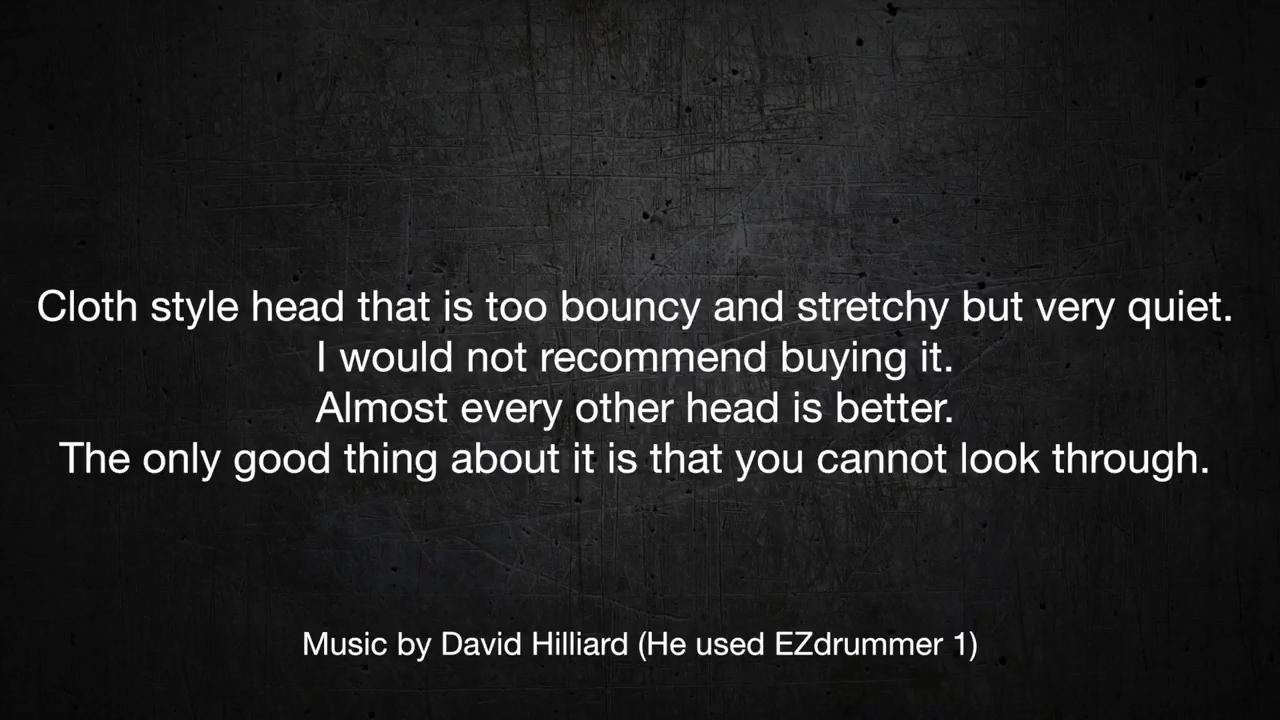 Cloth style head that is too bouncy and stretchy but very quiet.
I would not recommend buying it.
Almost every other head is better.
The only good thing about it is that you cannot look through.
Music by David Hilliard (He used EZdrummer 1)